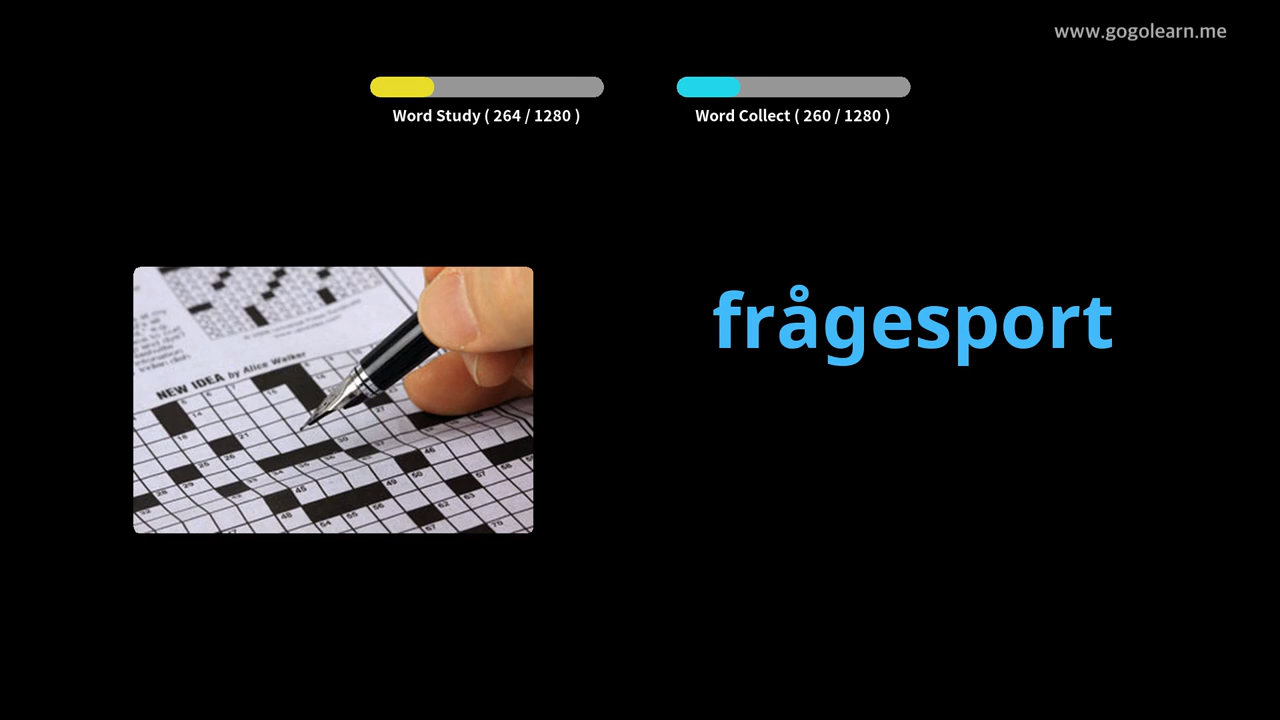 www.gogolearn.me
Word Study ( 264 / 1280 )
Word Collect ( 260 / 1280 )
frågesport
NEW IDEA by Alice Walker